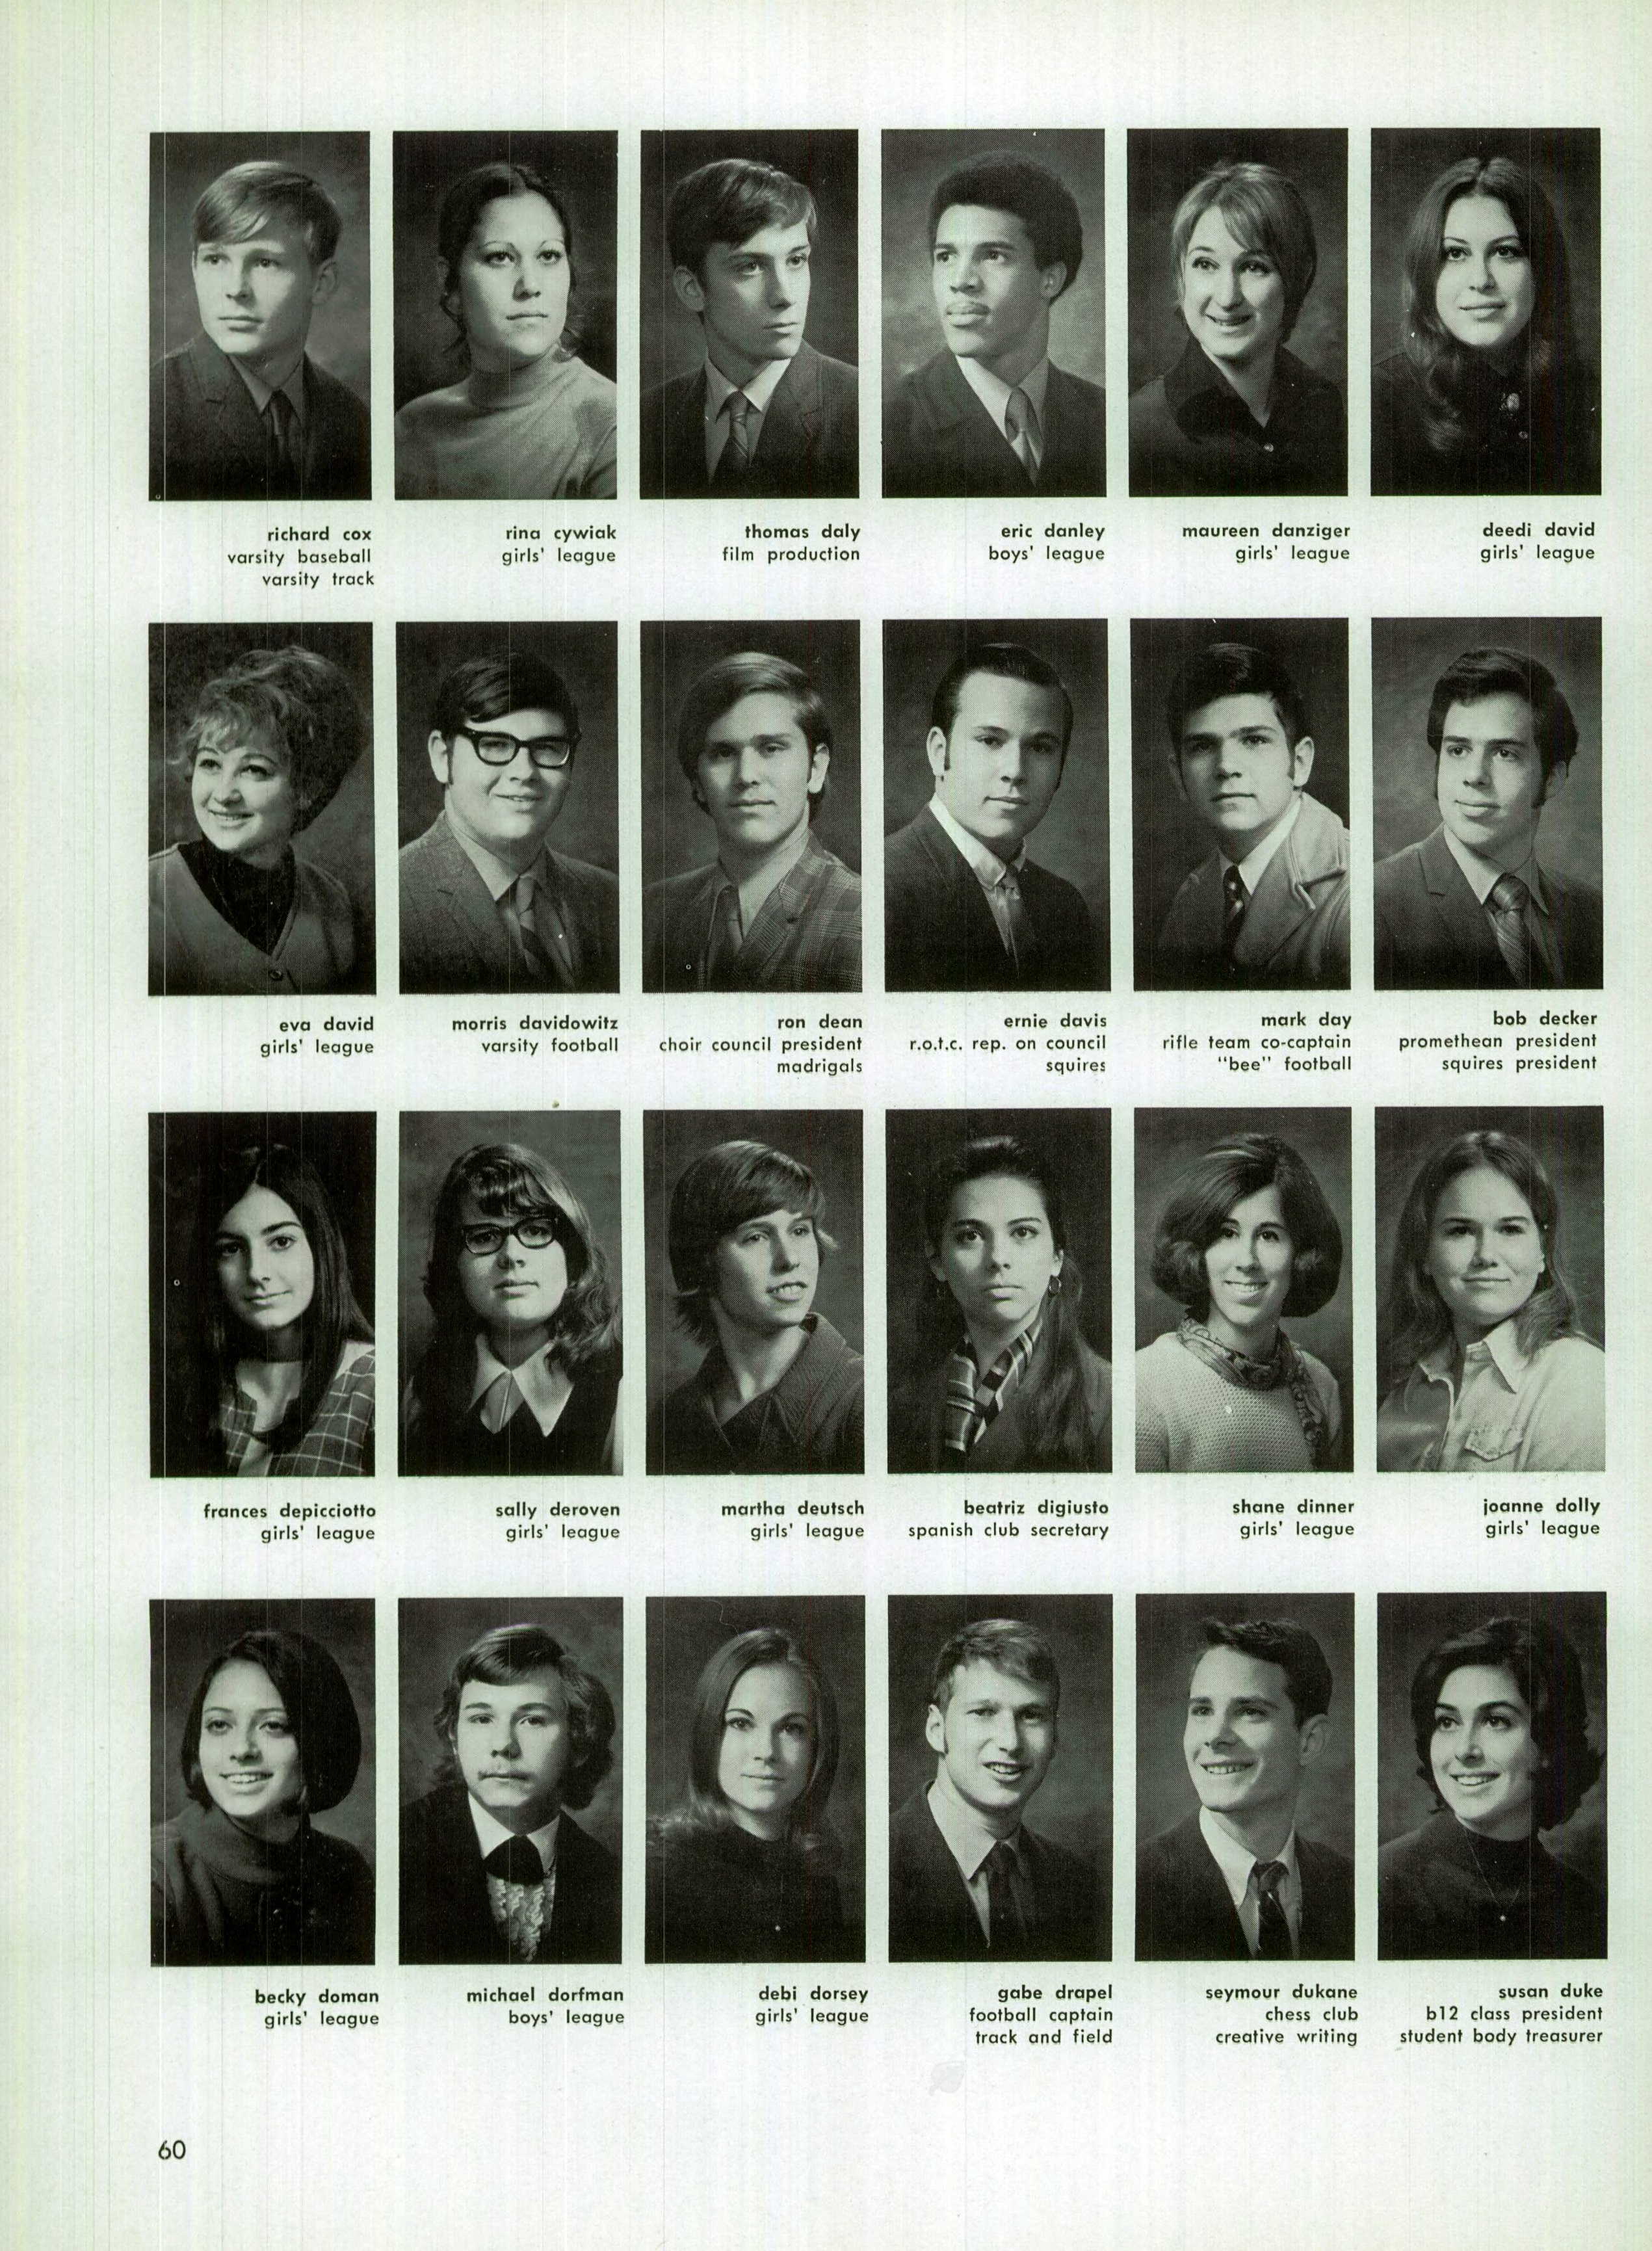 richard cox
varsity baseball
varsity track
rina cywiak
girls' league
thomas daly
film production
eric danley
boys' league
maureen danziger
girls' league
deedi david
girls' league
eva david
girls' league
morris davidowitz
varsity football
ron dean
choir council president
madrigals
ernie davis
r.o.t.c. rep. on council
squires
mark day
rifle team co-captain
"bee" football
bob decker
promethean president
squires president
frances depicciotto
girls' league
sally deroven
girls' league
martha deutsch
girls' league
beatriz digiusto
spanish club secretary
shane dinner
girls' league
joanne dolly
girls' league
becky doman
girls' league
michael dorfman
boys' league
debi dorsey
girls' league
gabe drapel
football captain
track and field
seymour dukane
chess club
creative writing
susan duke
b12 class president
student body treasurer
60